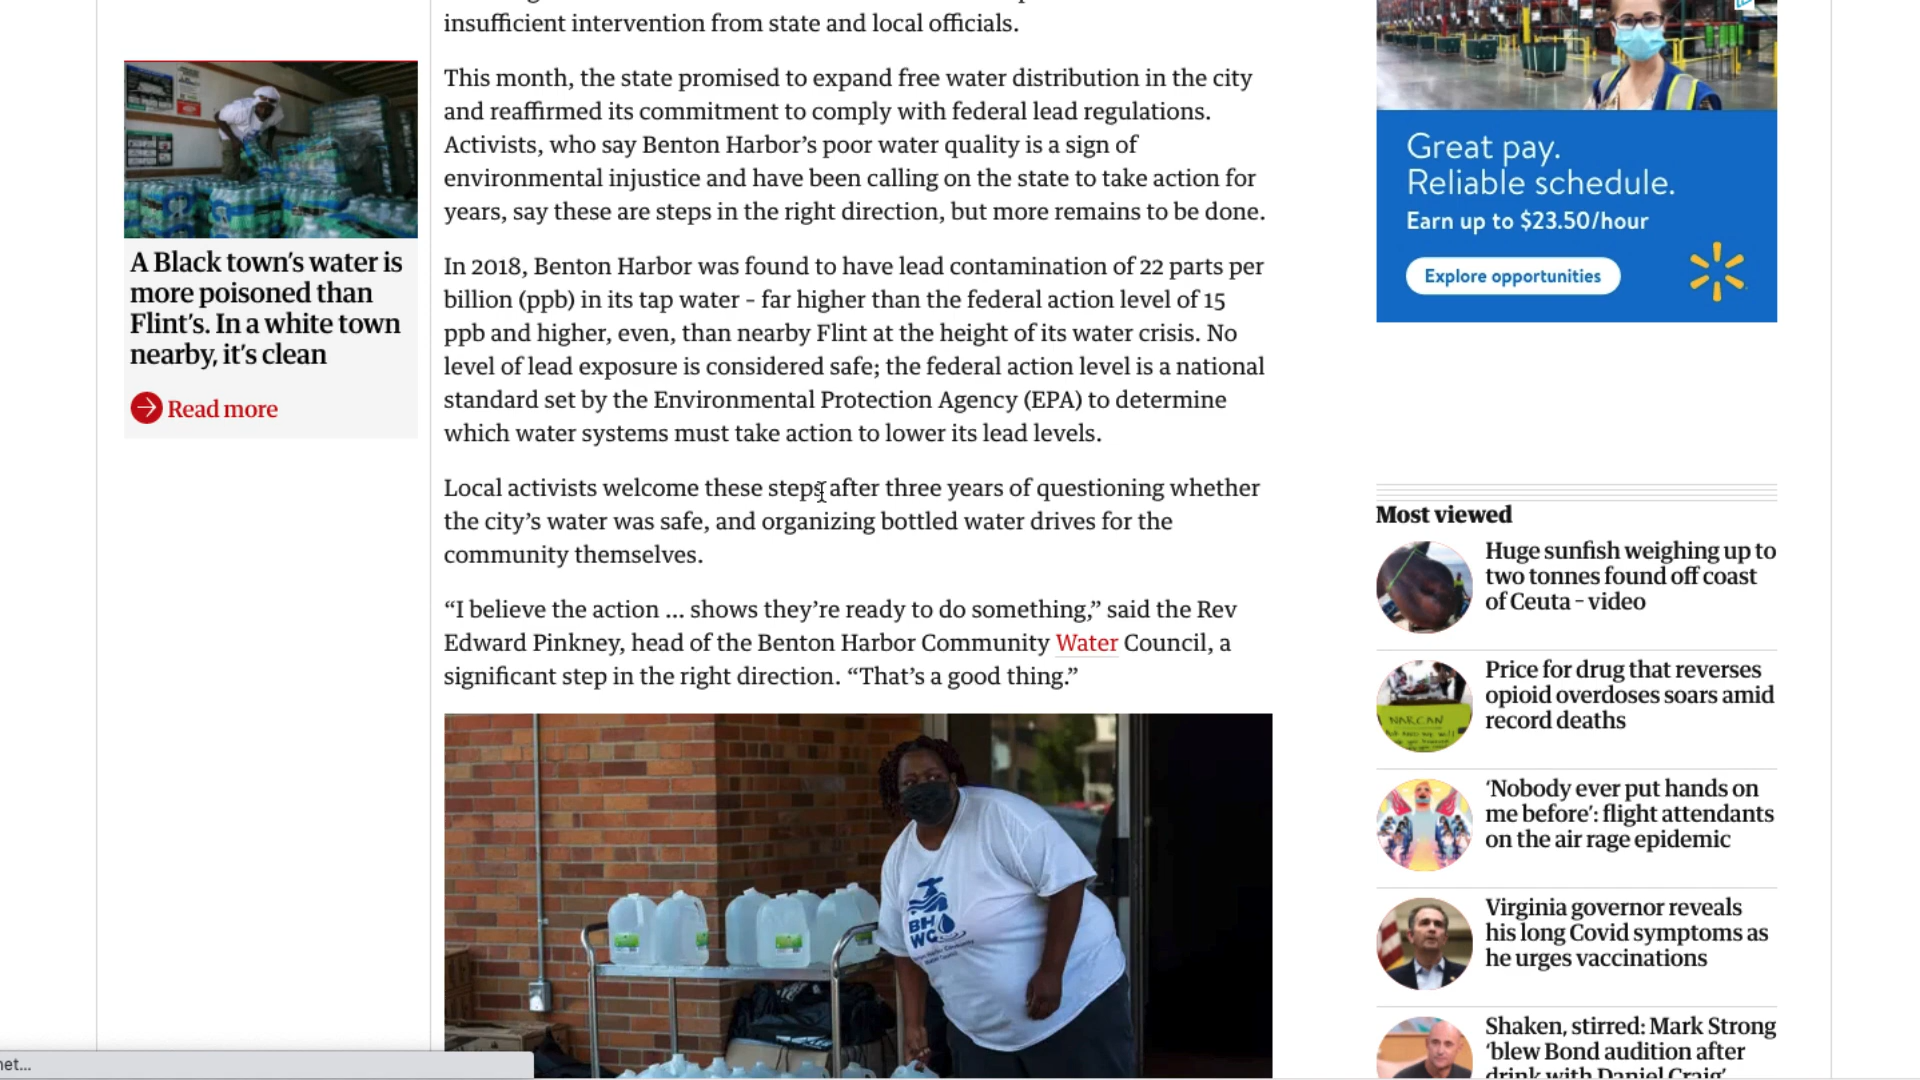 insufficient intervention from state and local officials.
This month, the state promised to expand free water distribution in the city
and reaffirmed its commitment to comply with federal lead regulations.
Activists, who say Benton Harbor’s poor water quality is a sign of
environmental injustice and have been calling on the state to take action for
years, say these are steps in the right direction, but more remains to be done.
In 2018, Benton Harbor was found to have lead contamination of 22 parts per
billion (ppb) in its tap water – far higher than the federal action level of 15
ppb and higher, even, than nearby Flint at the height of its water crisis. No
level of lead exposure is considered safe; the federal action level is a national
standard set by the Environmental Protection Agency (EPA) to determine
which water systems must take action to lower its lead levels.
Local activists welcome these steps after three years of questioning whether
the city’s water was safe, and organizing bottled water drives for the
community themselves.
“I believe the action ... shows they’re ready to do something,” said the Rev
Edward Pinkney, head of the Benton Harbor Community Water Council, a
significant step in the right direction. “That’s a good thing.”
BH
WC
A Black town’s water is
more poisoned than
Flint’s. In a white town
nearby, it’s clean
Read more
Great pay.
Reliable schedule.
Earn up to $23.50/hour
Explore opportunities
Most viewed
Huge sunfish weighing up to
two tonnes found off coast
of Ceuta – video
NARCAN
Price for drug that reverses
opioid overdoses soars amid
record deaths
‘Nobody ever put hands on
me before’: flight attendants
on the air rage epidemic
Virginia governor reveals
his long Covid symptoms as
he urges vaccinations
Shaken, stirred: Mark Strong
‘blew Bond audition after
drink with Daniel Craig’
net...